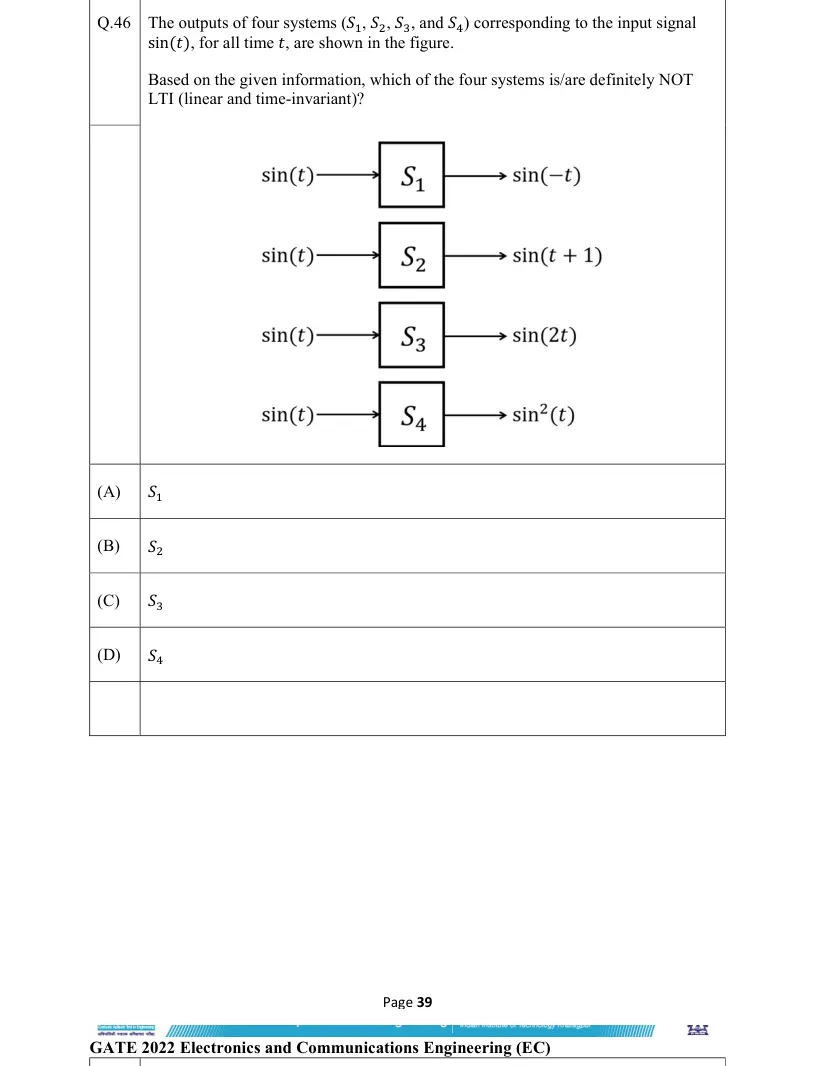 Q.46 The outputs of four systems (S₁, S₂, S₃, and S₄) corresponding to the input signal
sin(t), for all time t, are shown in the figure.
Based on the given information, which of the four systems is/are definitely NOT
LTI (linear and time-invariant)?
sin(t) S₁ sin(−t)
sin(t) S₂ sin(t + 1)
sin(t) S₃ sin(2t)
sin(t) S₄ sin²(t)
(A) S₁
(B) S₂
(C) S₃
(D) S₄
Page 39
GATE 2022 Electronics and Communications Engineering (EC)